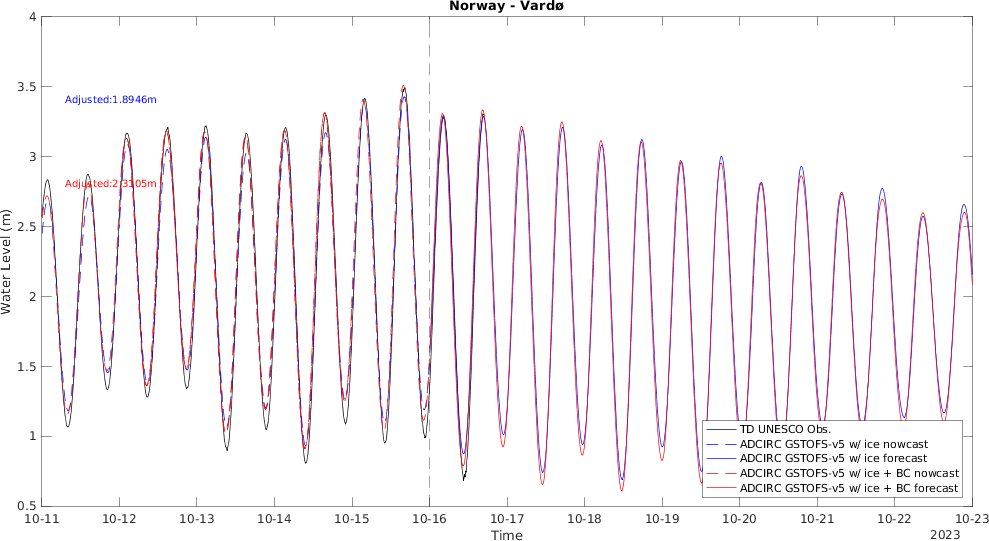 Norway - Vardø
4
3.5
3
2.5
2
1.5
1
0.5
Water Level (m)
Adjusted:1.8946m
Adjusted:2.3105m
TD UNESCO Obs.
ADCIRC GSTOFS-v5 w/ ice nowcast
ADCIRC GSTOFS-v5 w/ ice forecast
ADCIRC GSTOFS-v5 w/ ice + BC nowcast
ADCIRC GSTOFS-v5 w/ ice + BC forecast
10-11 10-12 10-13 10-14 10-15 10-16 10-17 10-18 10-19 10-20 10-21 10-22 10-23
Time
2023